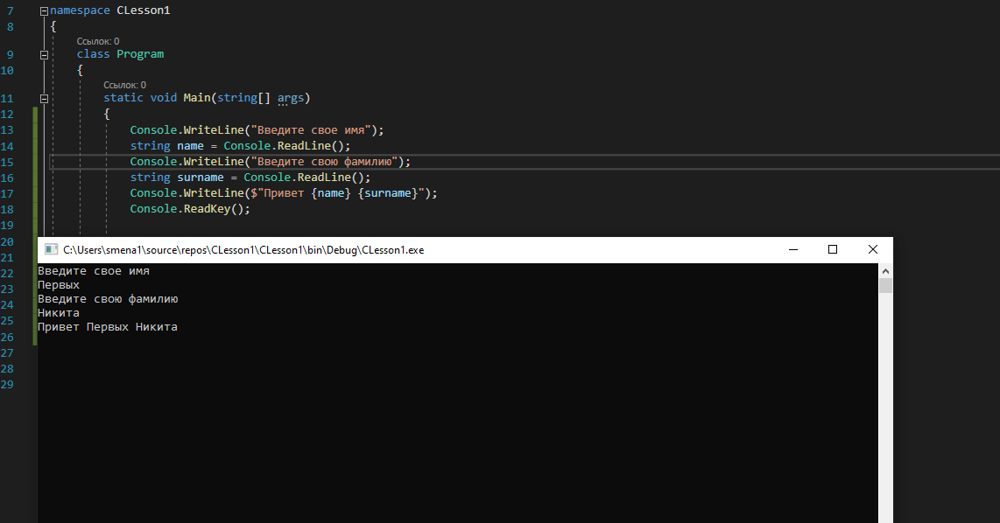 7 namespace CLesson1
8 {
Ссылок: 0
9 class Program
10 {
Ссылок: 0
11 static void Main(string[] args)
12 {
13 Console.WriteLine("Введите свое имя");
14 string name = Console.ReadLine();
15 Console.WriteLine("Введите свою фамилию");
16 string surname = Console.ReadLine();
17 Console.WriteLine($"Привет {name} {surname}");
18 Console.ReadKey();
19
20
21
22
23
24
25
26
27
28
29
C:\Users\smena1\source\repos\CLesson1\CLesson1\bin\Debug\CLesson1.exe
Введите свое имя
Первых
Введите свою фамилию
Никита
Привет Первых Никита